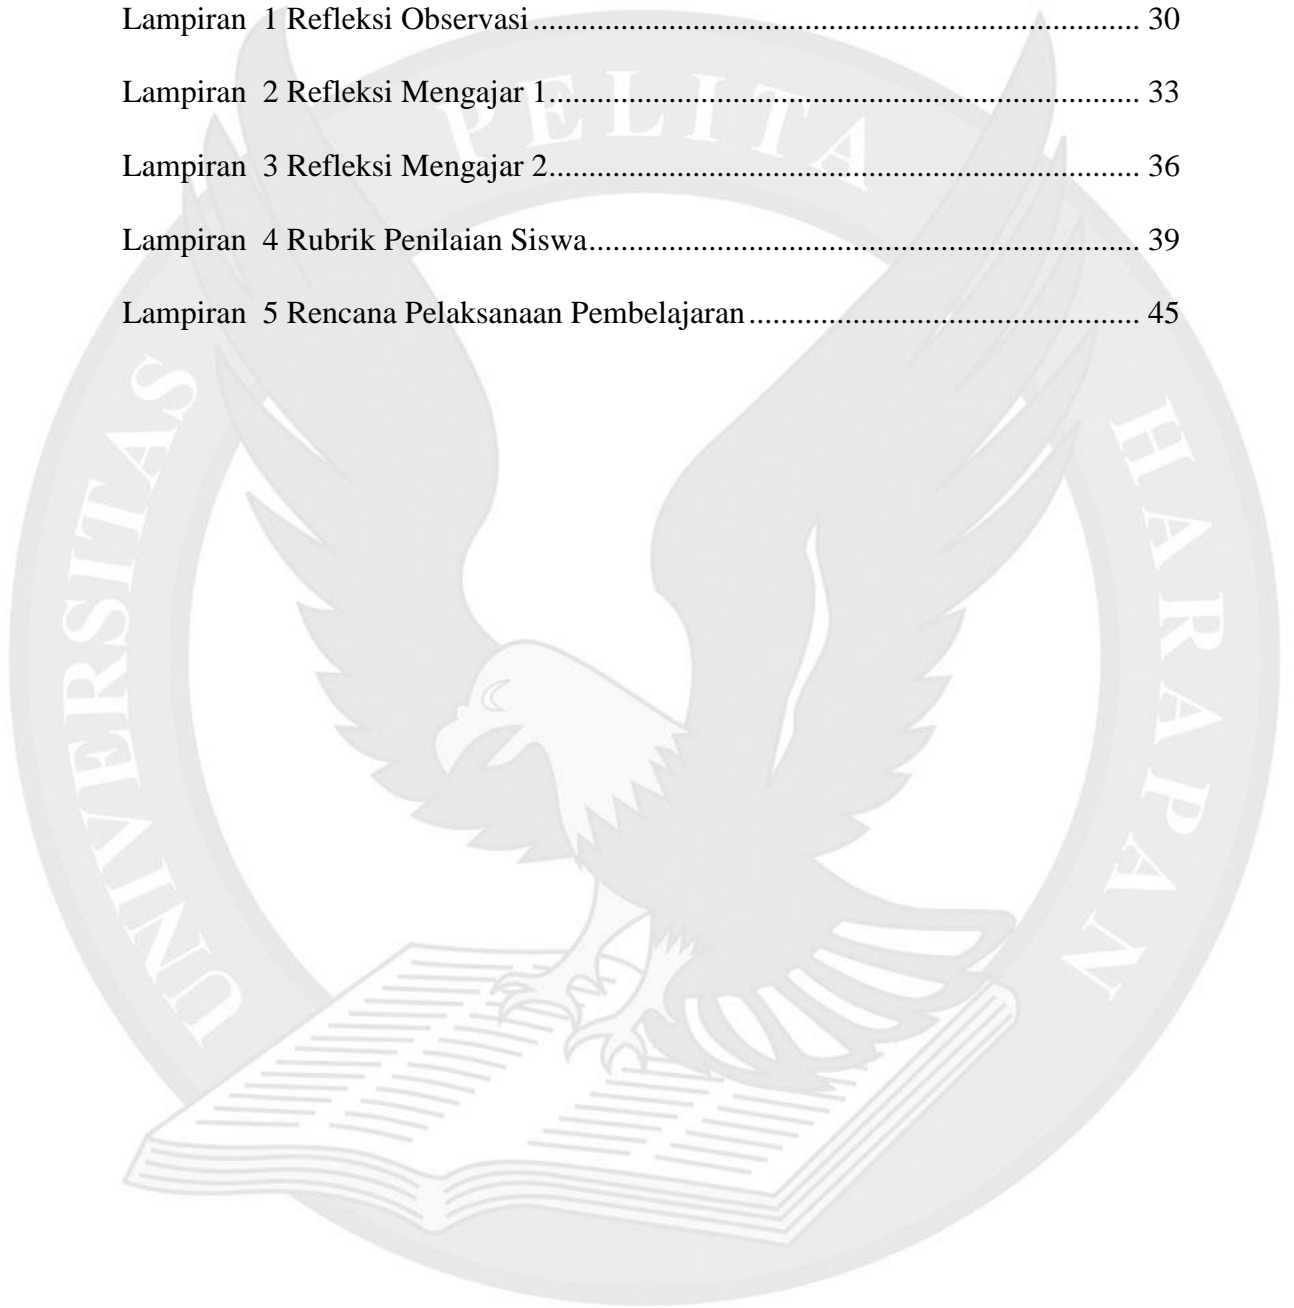 Lampiran  1 Refleksi Observasi............................................................................ 30
Lampiran  2 Refleksi Mengajar 1.......................................................................... 33
Lampiran  3 Refleksi Mengajar 2.......................................................................... 36
Lampiran  4 Rubrik Penilaian Siswa..................................................................... 39
Lampiran  5 Rencana Pelaksanaan Pembelajaran................................................. 45
UNIVERSITAS PELITA HARAPAN